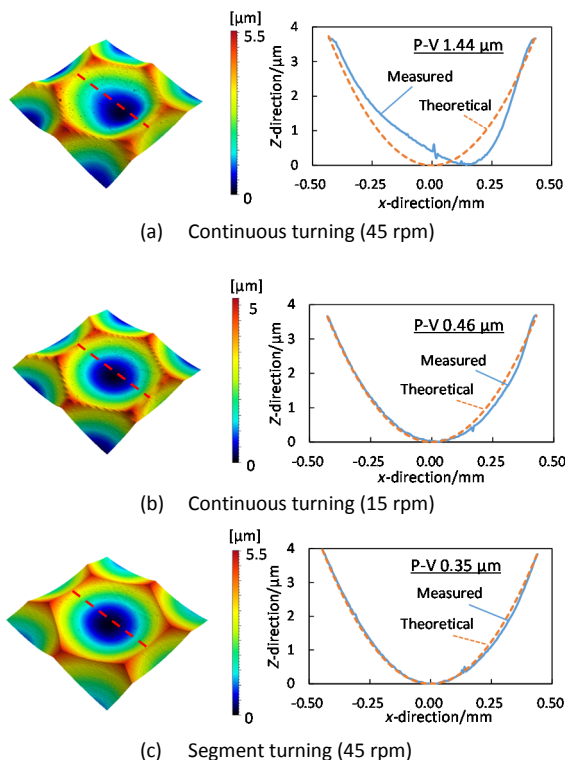 [µm]
5.5
0
P-V 1.44 µm
Measured
Theoretical
Z-direction/µm
4
3
2
1
0
-0.50 -0.25 0.00 0.25 0.50
x-direction/mm
(a) Continuous turning (45 rpm)
[µm]
5
0
P-V 0.46 µm
Measured
Theoretical
Z-direction/µm
4
3
2
1
0
-0.50 -0.25 0.00 0.25 0.50
x-direction/mm
(b) Continuous turning (15 rpm)
[µm]
5.5
0
P-V 0.35 µm
Measured
Theoretical
Z-direction/µm
4
3
2
1
0
-0.50 -0.25 0.00 0.25 0.50
x-direction/mm
(c) Segment turning (45 rpm)